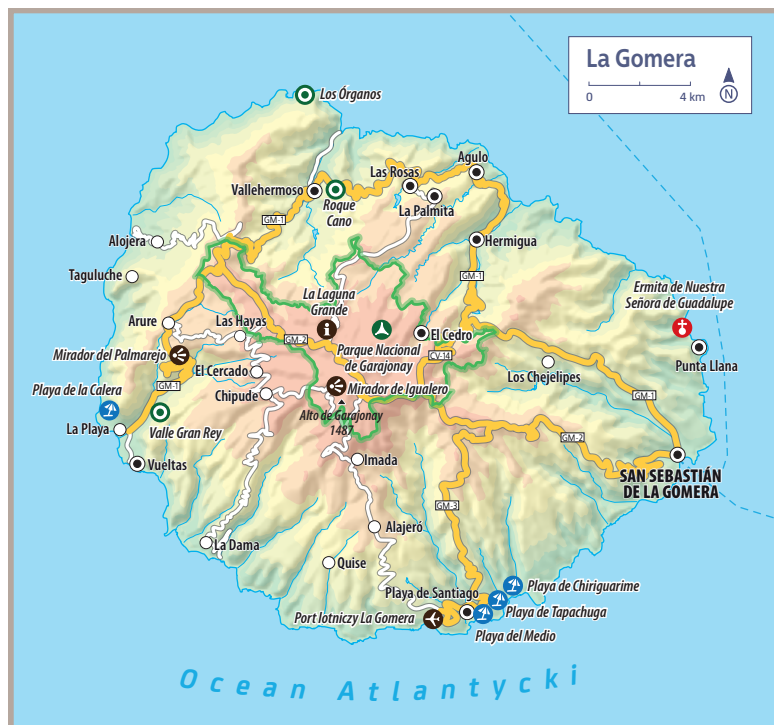 La Gomera
0 4 km
N
Los Órganos
Agulo
Las Rosas
Vallehermoso
Roque
Cano
La Palmita
GM-1
Alojera
Hermigua
Taguluche
GM-1
Ermita de Nuestra
Señora de Guadalupe
La Laguna
Grande
Arure
Las Hayas
El Cedro
GM-2
Parque Nacional
de Garajonay
CV-14
Mirador del Palmarejo
Punta Llana
Los Chejelipes
El Cercado
GM-1
Mirador de Igualero
Playa de la Calera
Chipude
GM-1
Alto de Garajonay
1487
La Playa
Valle Gran Rey
GM-2
Vueltas
Imada
SAN SEBASTIÁN
DE LA GOMERA
GM-3
Alajeró
La Dama
Quise
Playa de Santiago
Playa de Chiriguarime
Port lotniczy La Gomera
Playa de Tapachuga
Playa del Medio
Ocean Atlantycki